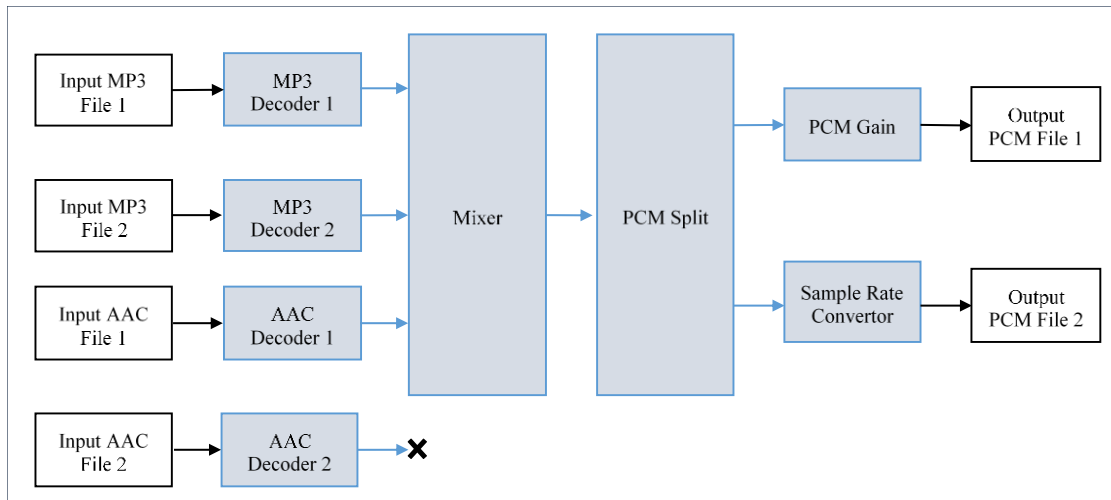 Input MP3
File 1
MP3
Decoder 1
Input MP3
File 2
MP3
Decoder 2
Input AAC
File 1
AAC
Decoder 1
Input AAC
File 2
AAC
Decoder 2
Mixer
PCM Split
PCM Gain
Output
PCM File 1
Sample Rate
Convertor
Output
PCM File 2